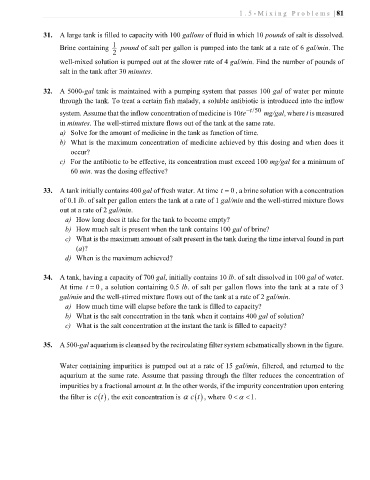 1.5-Mixing Problems | 81
31. A large tank is filled to capacity with 100 gallons of fluid in which 10 pounds of salt is dissolved.
Brine containing 1/2 pound of salt per gallon is pumped into the tank at a rate of 6 gal/min. The
well-mixed solution is pumped out at the slower rate of 4 gal/min. Find the number of pounds of
salt in the tank after 30 minutes.
32. A 5000-gal tank is maintained with a pumping system that passes 100 gal of water per minute
through the tank. To treat a certain fish malady, a soluble antibiotic is introduced into the inflow
system. Assume that the inflow concentration of medicine is 10te^{-t/50} mg/gal, where t is measured
in minutes. The well-stirred mixture flows out of the tank at the same rate.
a) Solve for the amount of medicine in the tank as function of time.
b) What is the maximum concentration of medicine achieved by this dosing and when does it
occur?
c) For the antibiotic to be effective, its concentration must exceed 100 mg/gal for a minimum of
60 min. was the dosing effective?
33. A tank initially contains 400 gal of fresh water. At time t = 0, a brine solution with a concentration
of 0.1 lb. of salt per gallon enters the tank at a rate of 1 gal/min and the well-stirred mixture flows
out at a rate of 2 gal/min.
a) How long does it take for the tank to become empty?
b) How much salt is present when the tank contains 100 gal of brine?
c) What is the maximum amount of salt present in the tank during the time interval found in part
(a)?
d) When is the maximum achieved?
34. A tank, having a capacity of 700 gal, initially contains 10 lb. of salt dissolved in 100 gal of water.
At time t = 0, a solution containing 0.5 lb. of salt per gallon flows into the tank at a rate of 3
gal/min and the well-stirred mixture flows out of the tank at a rate of 2 gal/min.
a) How much time will elapse before the tank is filled to capacity?
b) What is the salt concentration in the tank when it contains 400 gal of solution?
c) What is the salt concentration at the instant the tank is filled to capacity?
35. A 500-gal aquarium is cleansed by the recirculating filter system schematically shown in the figure.
Water containing impurities is pumped out at a rate of 15 gal/min, filtered, and returned to the
aquarium at the same rate. Assume that passing through the filter reduces the concentration of
impurities by a fractional amount α. In the other words, if the impurity concentration upon entering
the filter is c(t), the exit concentration is α c(t), where 0 < α < 1.